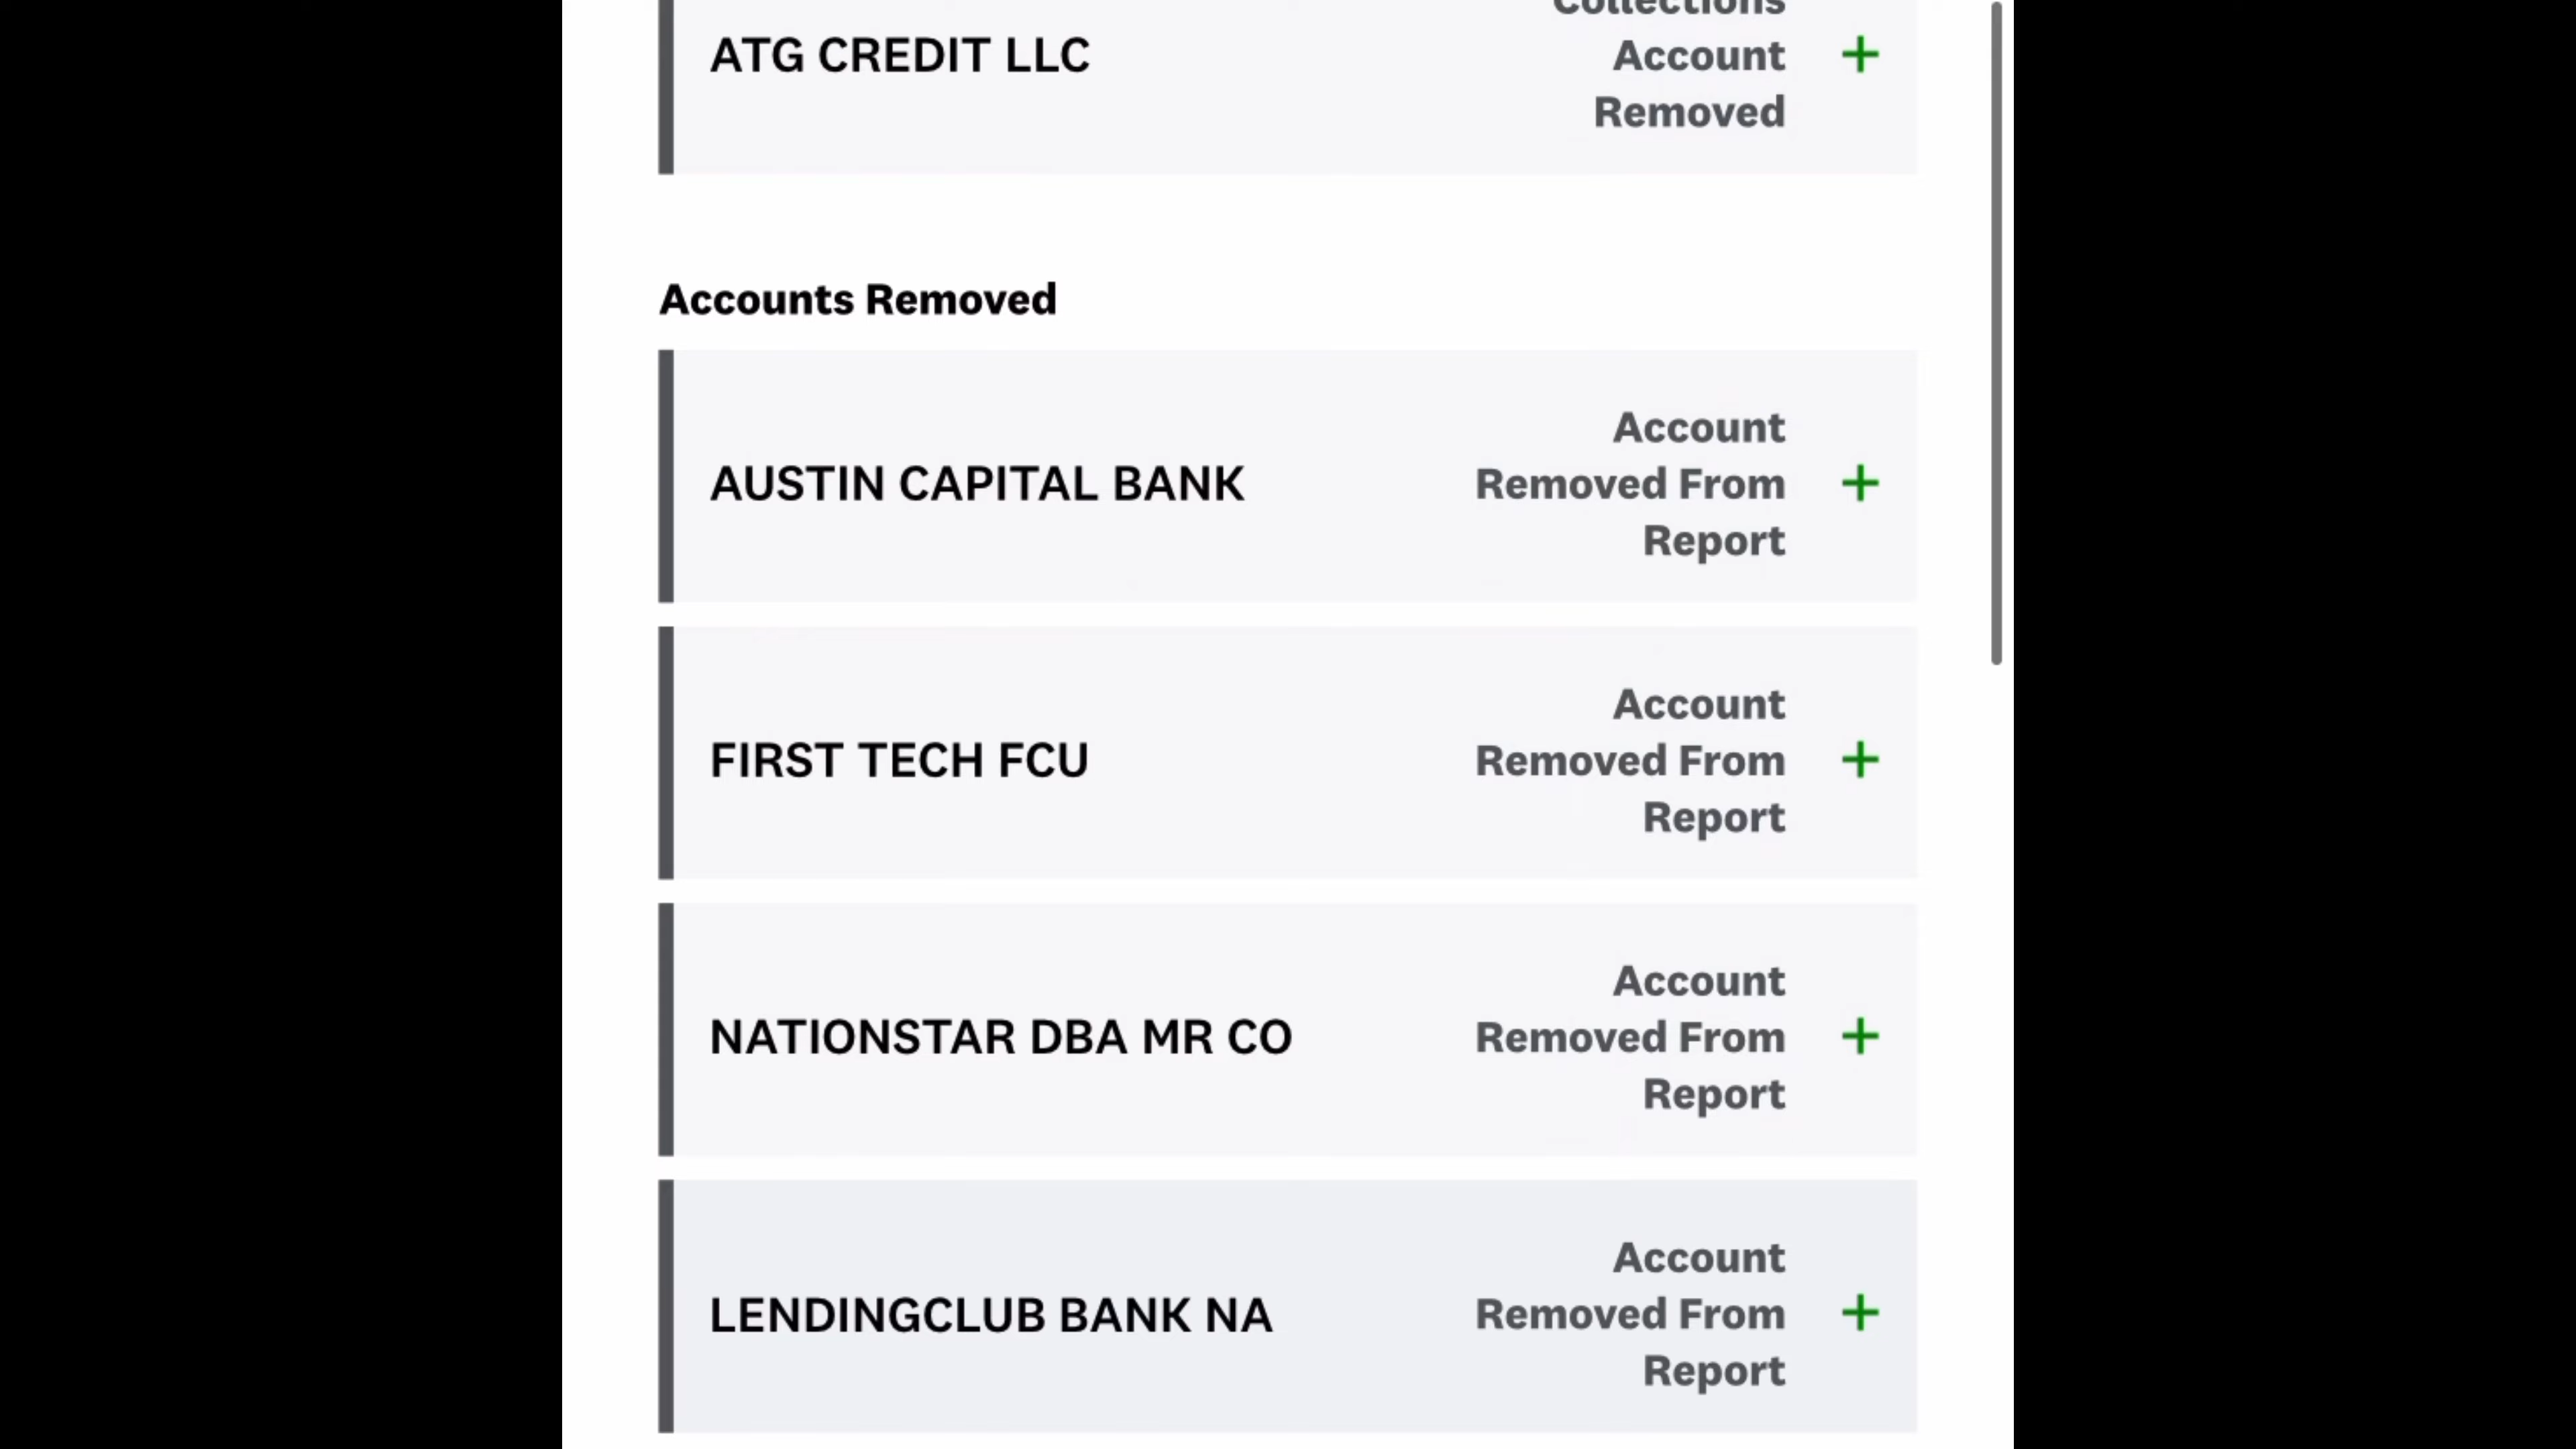 Collections
ATG CREDIT LLC
Account
Removed
Accounts Removed
Account
AUSTIN CAPITAL BANK
Removed From
Report
Account
FIRST TECH FCU
Removed From
Report
Account
NATIONSTAR DBA MR CO
Removed From
Report
Account
LENDINGCLUB BANK NA
Removed From
Report